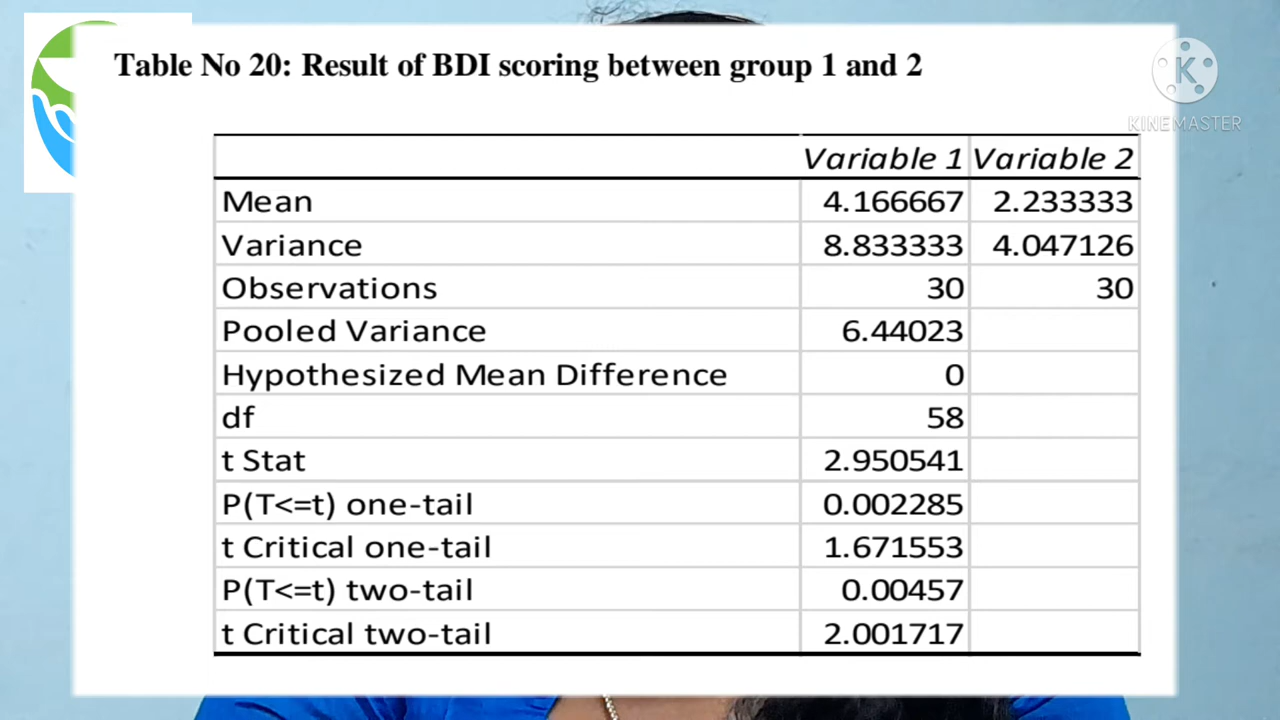 Table No 20: Result of BDI scoring between group 1 and 2
K
KINEMASTER
Variable 1 Variable 2
Mean 4.166667 2.233333
Variance 8.833333 4.047126
Observations 30 30
Pooled Variance 6.44023
Hypothesized Mean Difference 0
df 58
t Stat 2.950541
P(T<=t) one-tail 0.002285
t Critical one-tail 1.671553
P(T<=t) two-tail 0.00457
t Critical two-tail 2.001717